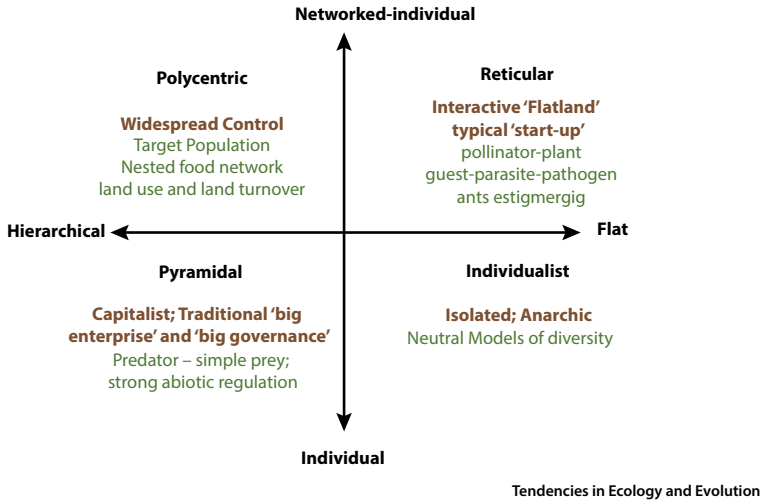 Networked-individual
Polycentric
Widespread Control
Target Population
Nested food network
land use and land turnover
Reticular
Interactive ‘Flatland’
typical ‘start-up’
pollinator-plant
guest-parasite-pathogen
ants estigmergig
Hierarchical
Flat
Pyramidal
Capitalist; Traditional ‘big
enterprise’ and ‘big governance’
Predator – simple prey;
strong abiotic regulation
Individualist
Isolated; Anarchic
Neutral Models of diversity
Individual
Tendencies in Ecology and Evolution